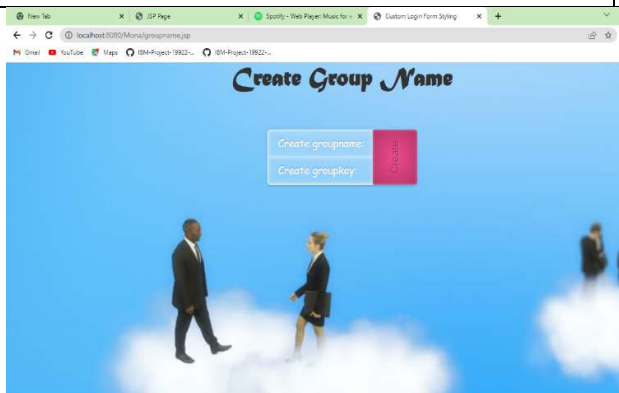 New Tab
JSP Page
Spotify - Web Player: Music for e
Custom Login Form Styling
localhost:8080/Mona/groupname.jsp
Gmail
YouTube
Maps
IBM-Project-19922-...
IBM-Project-19922-...
Create Group Name
Create groupname:
Create groupkey:
Create